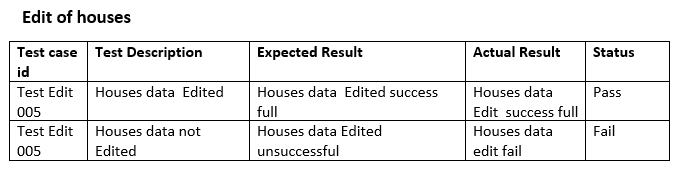 Edit of houses
Test case id | Test Description | Expected Result | Actual Result | Status
Test Edit 005 | Houses data  Edited | Houses data  Edited success full | Houses data Edit  success full | Pass
Test Edit 005 | Houses data not Edited | Houses data Edited unsuccessful | Houses data edit fail | Fail